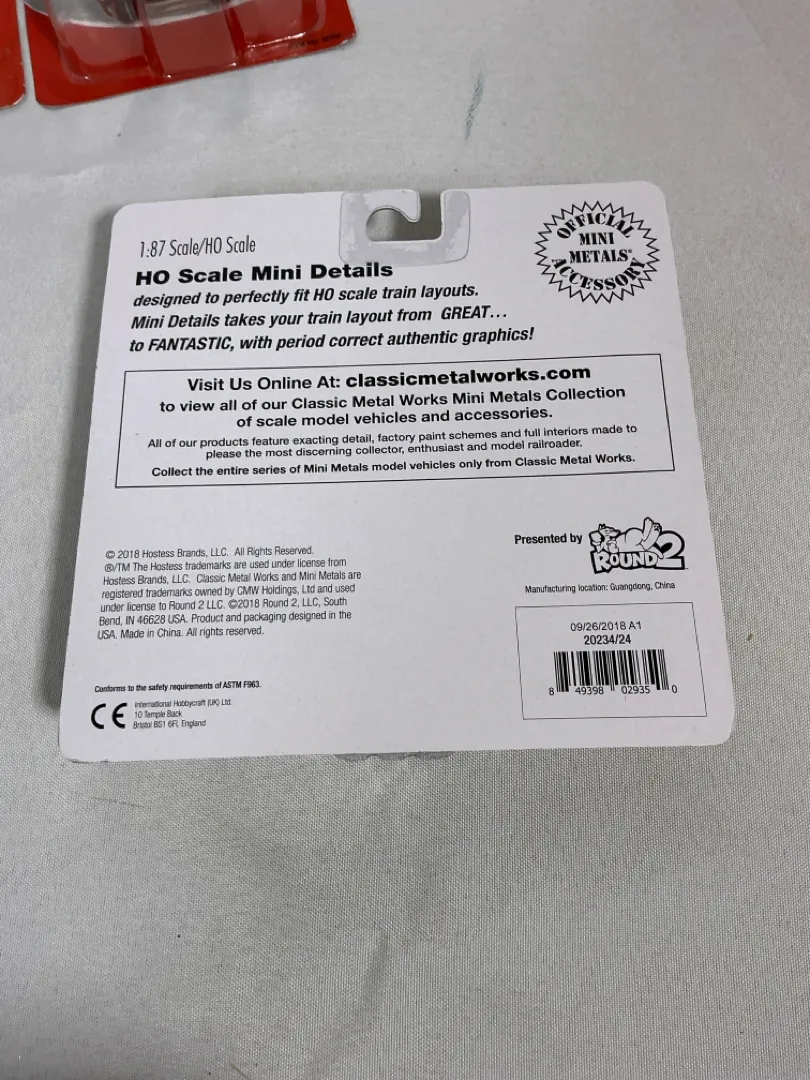 1:87 Scale/HO Scale
HO Scale Mini Details
designed to perfectly fit HO scale train layouts.
Mini Details takes your train layout from GREAT...
to FANTASTIC, with period correct authentic graphics!
OFFICIAL
MINI
METALS®
ACCESSORY
Visit Us Online At: classicmetalworks.com
to view all of our Classic Metal Works Mini Metals Collection
of scale model vehicles and accessories.
All of our products feature exacting detail, factory paint schemes and full interiors made to
please the most discerning collector, enthusiast and model railroader.
Collect the entire series of Mini Metals model vehicles only from Classic Metal Works.
© 2018 Hostess Brands, LLC. All Rights Reserved.
®/TM The Hostess trademarks are used under license from
Hostess Brands, LLC. Classic Metal Works and Mini Metals are
registered trademarks owned by CMW Holdings, Ltd and used
under license to Round 2 LLC. ©2018 Round 2, LLC, South
Bend, IN 46628 USA. Product and packaging designed in the
USA. Made in China. All rights reserved.
Presented by
ROUND2
Manufacturing location: Guangdong, China
09/26/2018 A1
20234/24
8 49398 02935 0
Conforms to the safety requirements of ASTM F963.
CE
International Hobbycraft (UK) Ltd.
10 Temple Back
Bristol BS1 6FL England